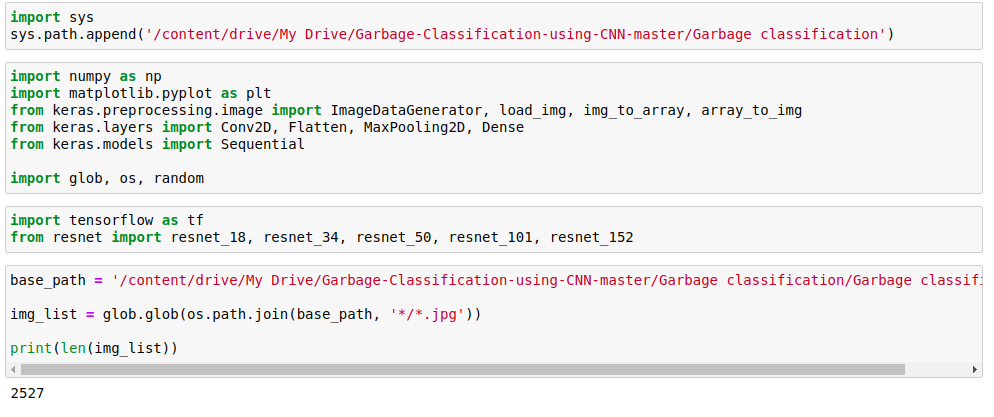 import sys
sys.path.append('/content/drive/My Drive/Garbage-Classification-using-CNN-master/Garbage classification')
import numpy as np
import matplotlib.pyplot as plt
from keras.preprocessing.image import ImageDataGenerator, load_img, img_to_array, array_to_img
from keras.layers import Conv2D, Flatten, MaxPooling2D, Dense
from keras.models import Sequential
import glob, os, random
import tensorflow as tf
from resnet import resnet_18, resnet_34, resnet_50, resnet_101, resnet_152
base_path = '/content/drive/My Drive/Garbage-Classification-using-CNN-master/Garbage classification/Garbage classifi
img_list = glob.glob(os.path.join(base_path, '*/*.jpg'))
print(len(img_list))
2527